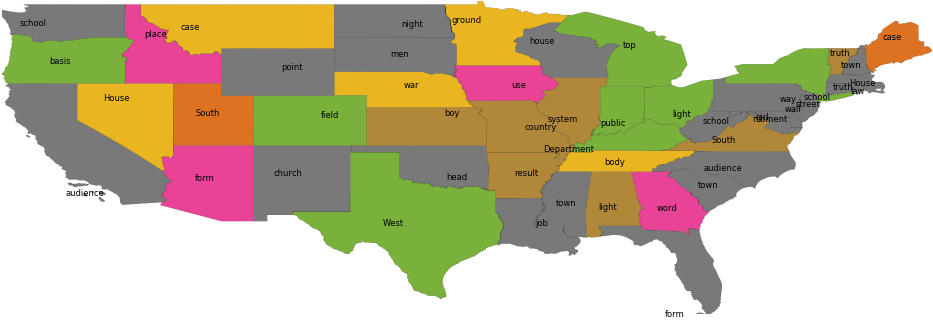 school
place
case
night
ground
case
house
top
truth
men
basis
point
town
war
use
truth
House
law
House
South
field
boy
system
country
public
light
way
school
street
wall
school
South
Department
body
audience
form
church
head
result
town
audience
town
light
word
West
job
form